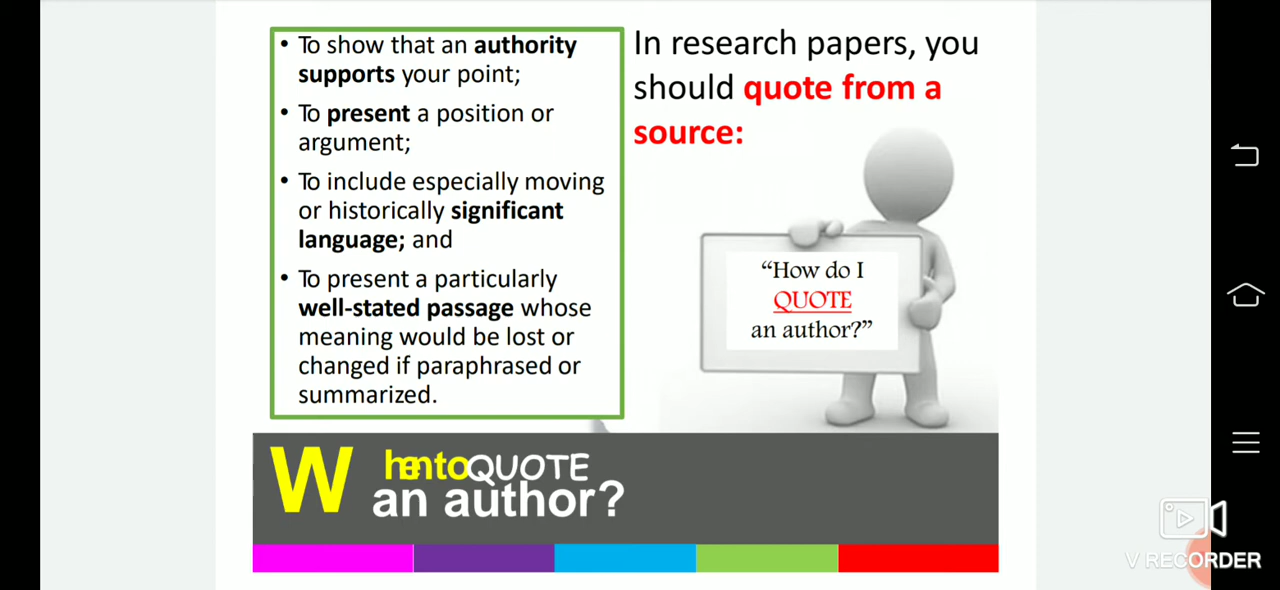 • To show that an authority
supports your point;
• To present a position or
argument;
• To include especially moving
or historically significant
language; and
• To present a particularly
well-stated passage whose
meaning would be lost or
changed if paraphrased or
summarized.
In research papers, you
should quote from a
source:
“How do I
QUOTE
an author?”
When to QUOTE
an author?
V RECORDER